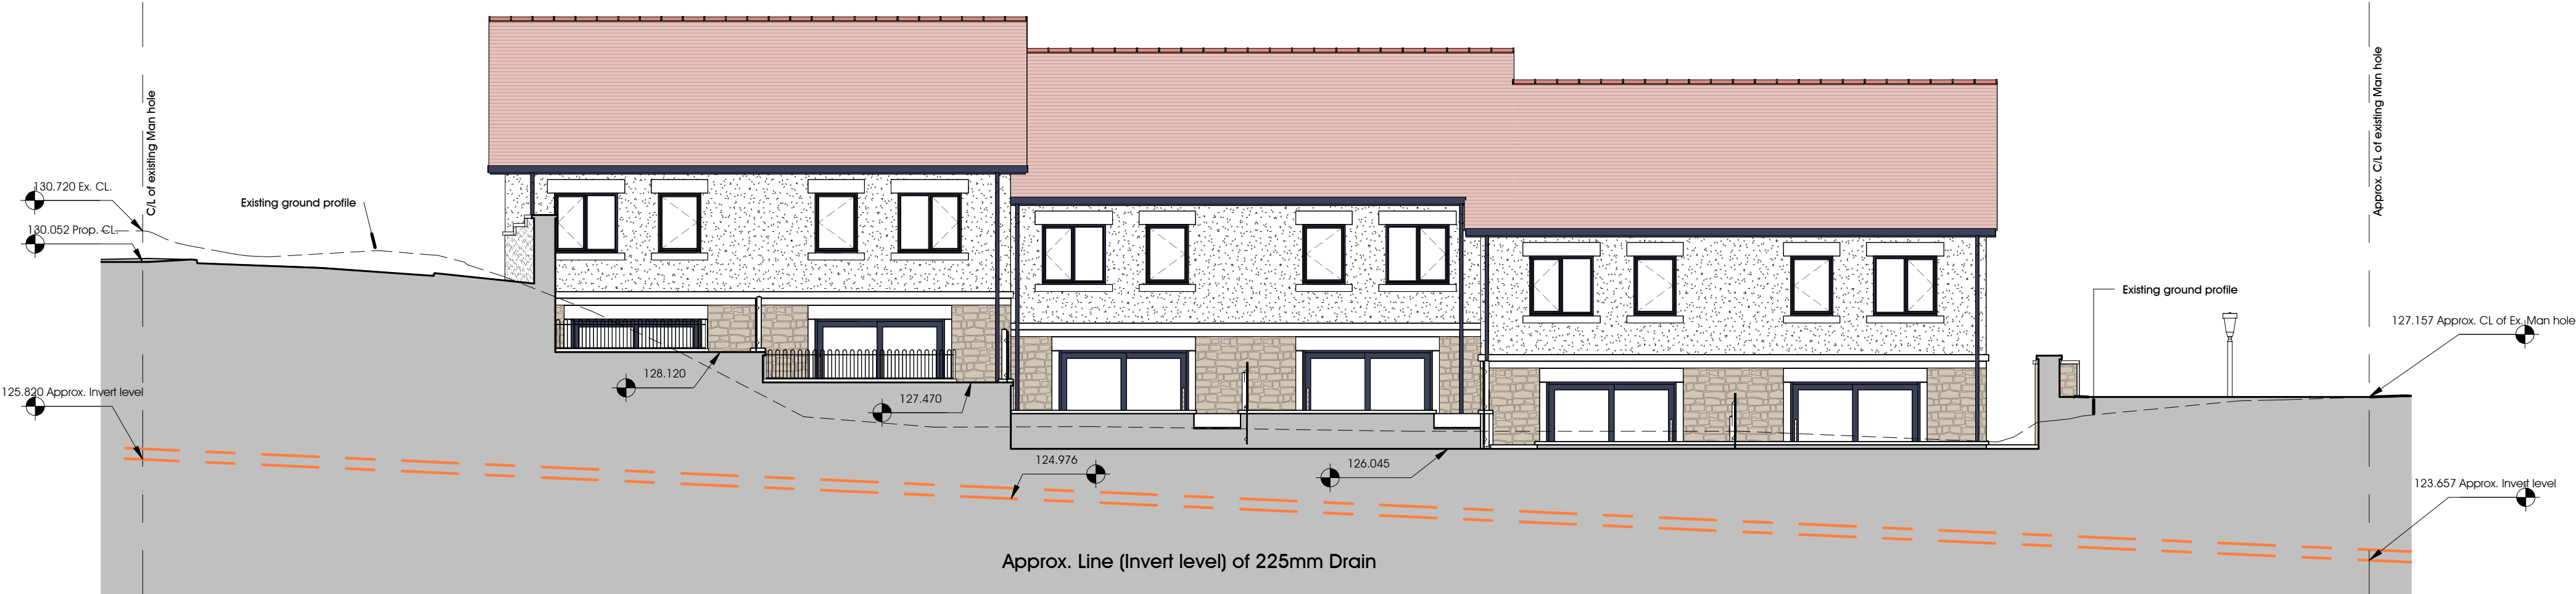 C/L of existing Man hole
130.720 Ex. CL.
130.052 Prop. CL.
Existing ground profile
125.820 Approx. Invert level
128.120
127.470
124.976
126.045
Approx. Line (Invert level) of 225mm Drain
Approx. C/L of existing Man hole
Existing ground profile
127.157 Approx. CL of Ex. Man hole
123.657 Approx. Invert level